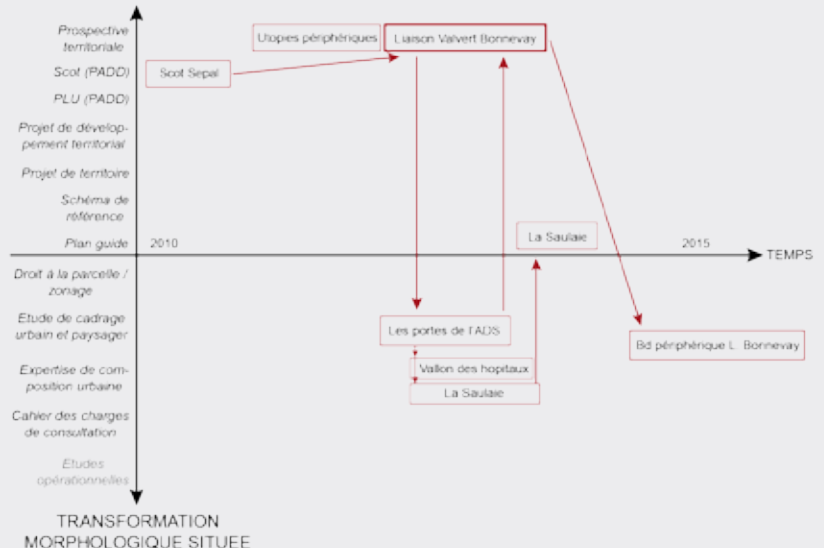 Prospective
territoriale
Utopies périphériques
Liaison Valvert Bonnevay
Scot (PADD)
Scot Sepal
PLU (PADD)
Projet de dévelop-
pement territorial
Projet de territoire
Schéma de
référence
La Saulaie
Plan guide
2010
2015
TEMPS
Droit à la parcelle /
zonage
Etude de cadrage
urbain et paysager
Les portes de l'ADS
Bd périphérique L. Bonnevay
Vallon des hopitaux
Expertise de com-
position urbaine
La Saulaie
Cahier des charges
de consultation
Etudes
opérationnelles
TRANSFORMATION
MORPHOLOGIQUE SITUEE